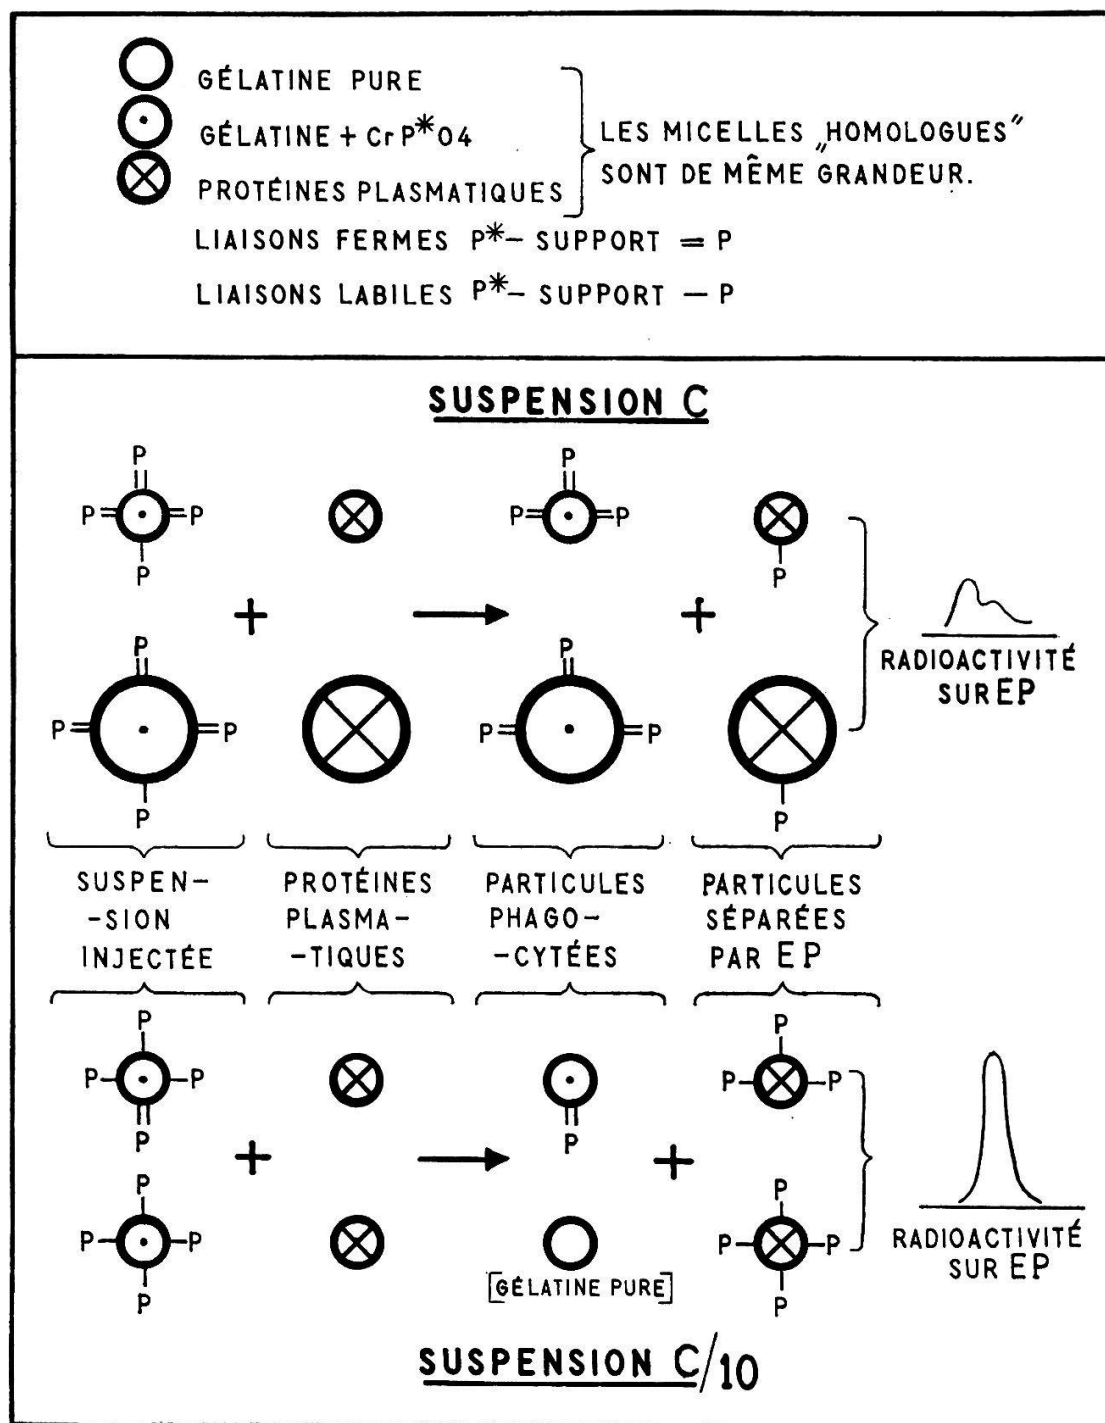 GÉLATINE PURE
GÉLATINE + CrP*O4
PROTÉINES PLASMATIQUES
LES MICELLES „HOMOLOGUES”
SONT DE MÊME GRANDEUR.
LIAISONS FERMES P*– SUPPORT = P
LIAISONS LABILES P*– SUPPORT – P
SUSPENSION C
P P
P= =P P= =P
P P
+ → +
P P
P= =P P= =P
P P
RADIOACTIVITÉ
SUR EP
SUSPEN-
-SION
INJECTÉE
PROTÉINES
PLASMA-
-TIQUES
PARTICULES
PHAGO-
-CYTÉES
PARTICULES
SÉPARÉES
PAR EP
P P
P– –P P– –P
P P
+ → +
P P
P– –P P– –P
P P
[GÉLATINE PURE]
RADIOACTIVITÉ
SUR EP
SUSPENSION C/10